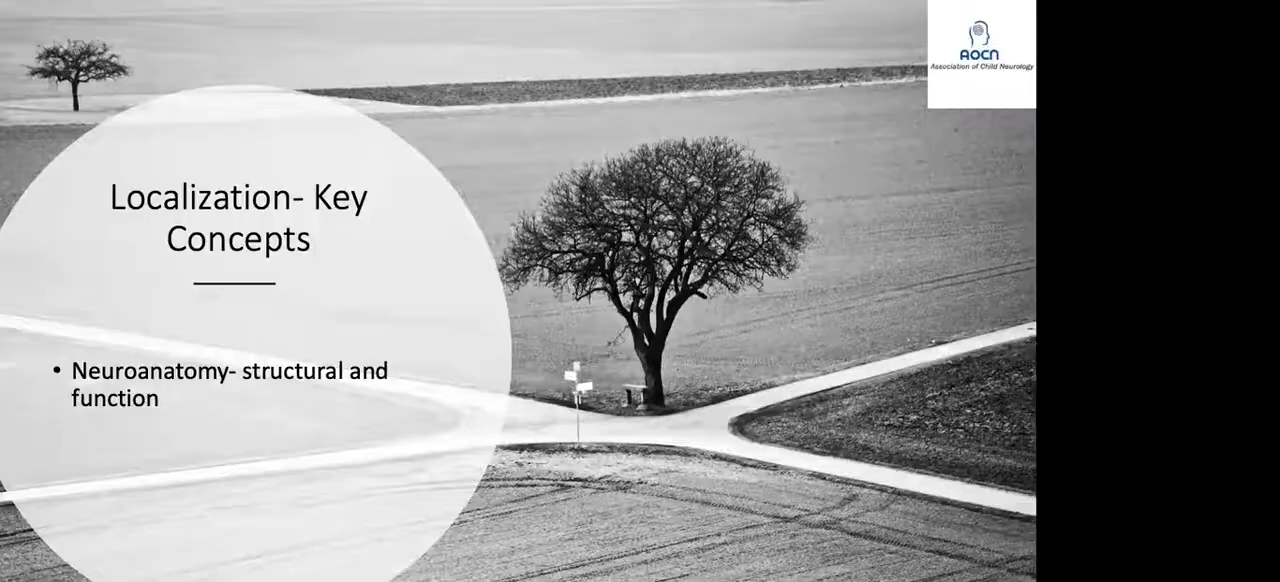 AOCN
Association of Child Neurology
Localization- Key
Concepts
• Neuroanatomy- structural and
function